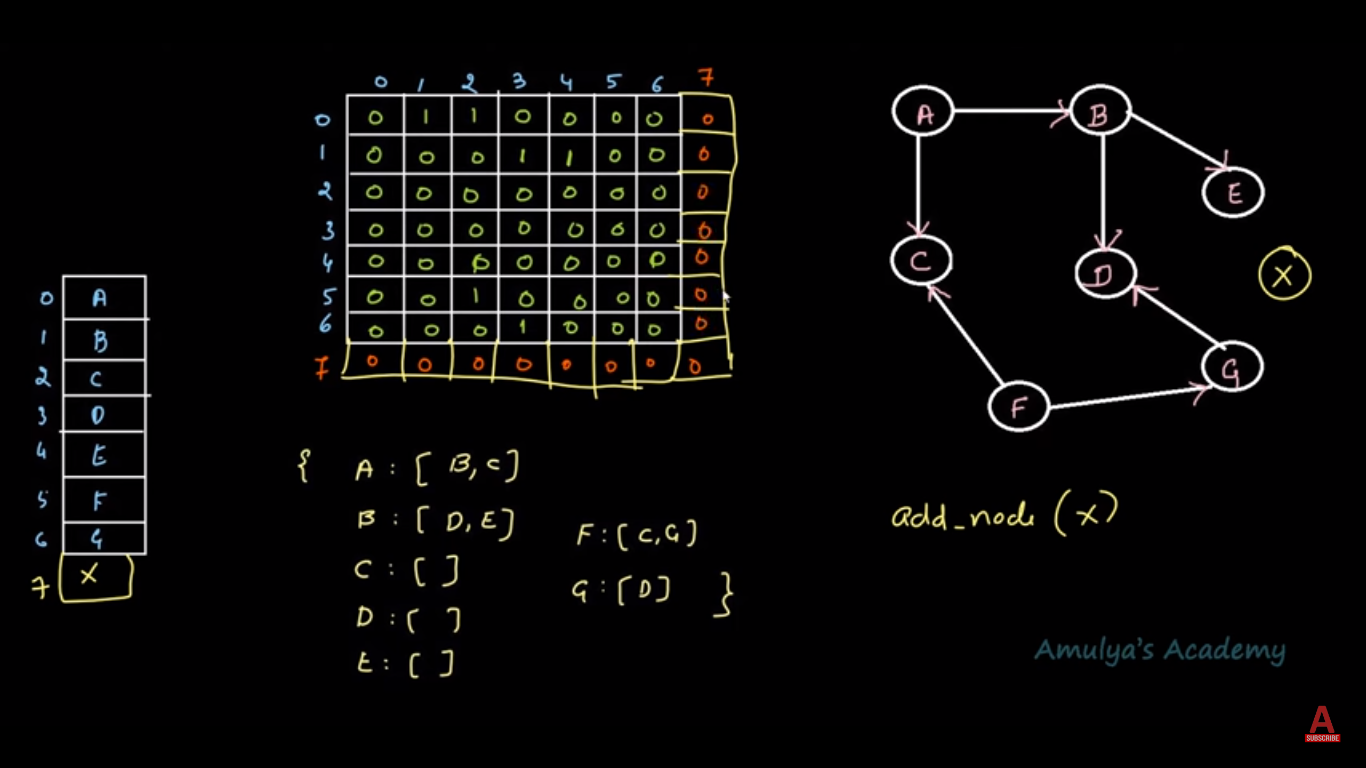 0 1 2 3 4 5 6 7
0 0 1 1 0 0 0 0 0
1 0 0 0 1 1 0 0 0
2 0 0 0 0 0 0 0 0
3 0 0 0 0 0 0 0 0
4 0 0 0 0 0 0 0 0
5 0 0 1 0 0 0 0 0
6 0 0 0 1 0 0 0 0
7 0 0 0 0 0 0 0 0
A
B
E
C
D
X
G
F
0 A
1 B
2 C
3 D
4 E
5 F
6 G
7 X
{ A : [ B, C ]
B : [ D, E ]
C : [ ]
D : [ ]
E : [ ]
F : [ C, G ]
G : [ D ] }
add_node (X)
Amulya's Academy
A
SUBSCRIBE